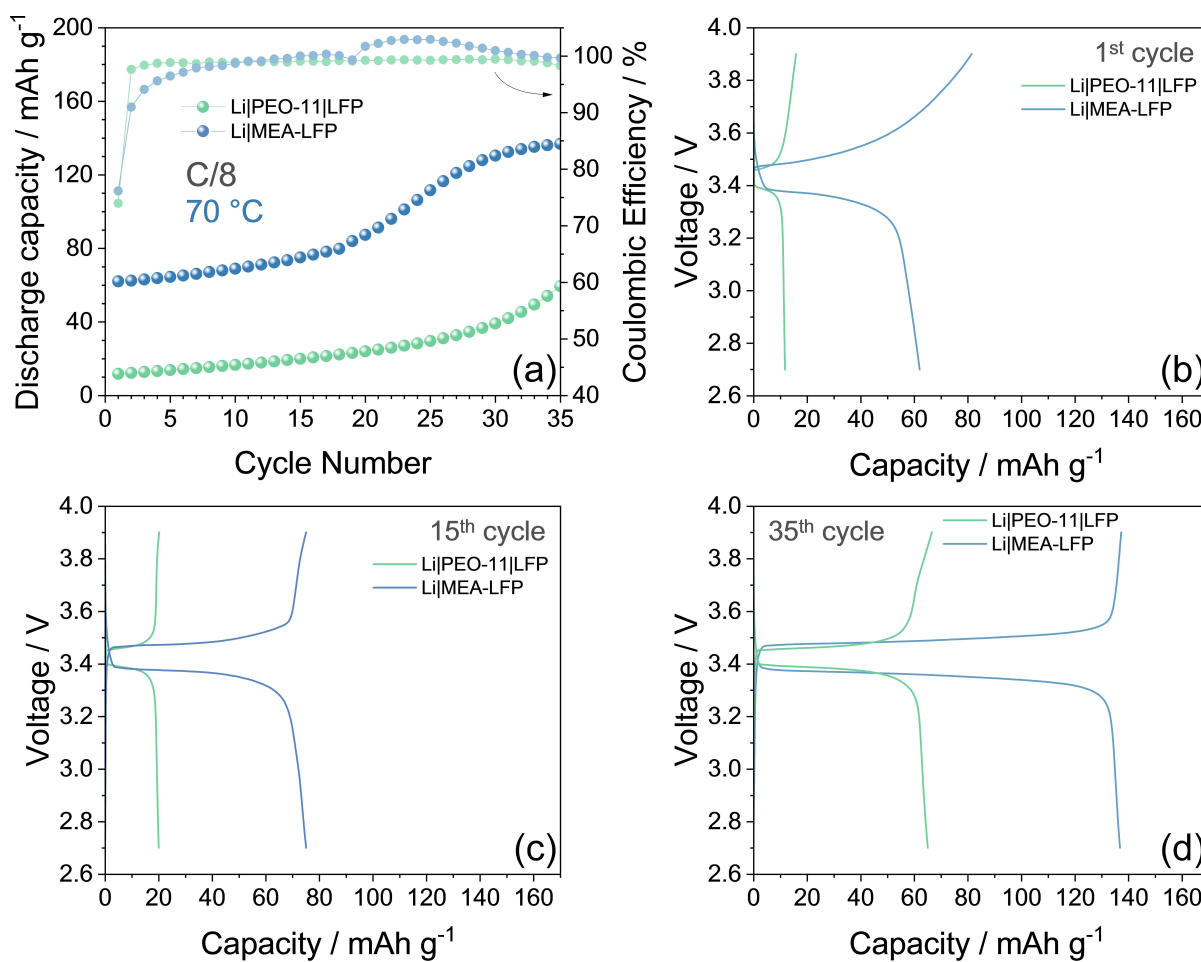 (a)
Discharge capacity / mAh g-1
200
180
160
140
120
100
80
60
40
20
0
Li|PEO-11|LFP
Li|MEA-LFP
C/8
70 °C
100
90
80
70
60
50
40
Coulombic Efficiency / %
0 5 10 15 20 25 30 35
Cycle Number
(b)
1st cycle
Li|PEO-11|LFP
Li|MEA-LFP
Voltage / V
4.0
3.8
3.6
3.4
3.2
3.0
2.8
2.6
0 20 40 60 80 100 120 140 160
Capacity / mAh g-1
(c)
15th cycle
Li|PEO-11|LFP
Li|MEA-LFP
Voltage / V
4.0
3.8
3.6
3.4
3.2
3.0
2.8
2.6
0 20 40 60 80 100 120 140 160
Capacity / mAh g-1
(d)
35th cycle
Li|PEO-11|LFP
Li|MEA-LFP
Voltage / V
4.0
3.8
3.6
3.4
3.2
3.0
2.8
2.6
0 20 40 60 80 100 120 140 160
Capacity / mAh g-1